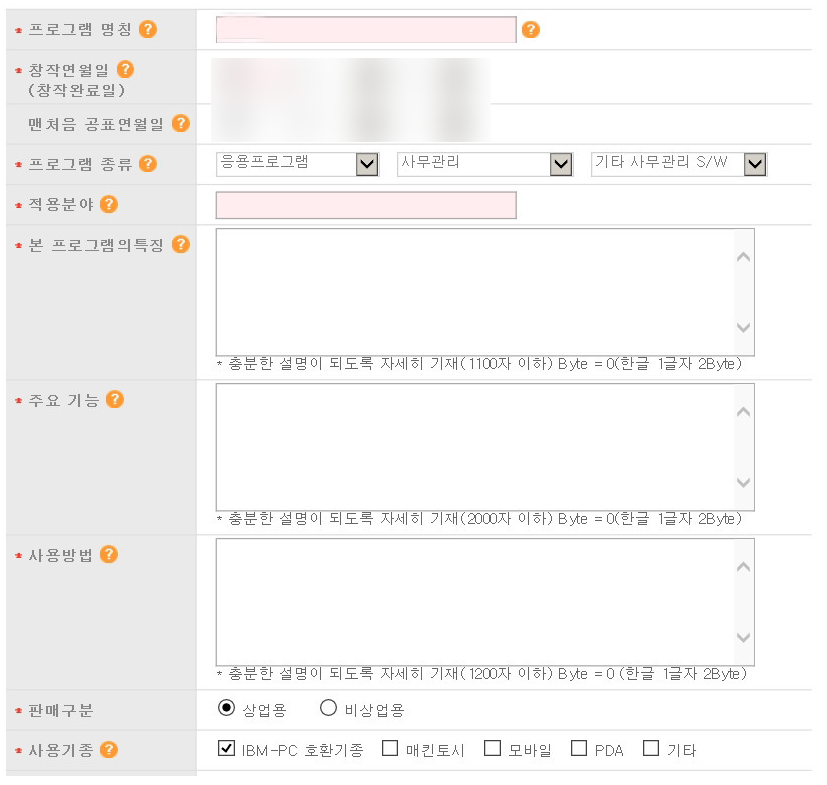 * 프로그램 명칭 ? ?
* 창작연월일 ?
(창작완료일)
맨처음 공표연월일 ?
* 프로그램 종류 ? 응용프로그램 사무관리 기타 사무관리 S/W
* 적용분야 ?
* 본 프로그램의특징 ?
* 충분한 설명이 되도록 자세히 기재(1100자 이하) Byte = 0(한글 1글자 2Byte)
* 주요 기능 ?
* 충분한 설명이 되도록 자세히 기재(2000자 이하) Byte = 0(한글 1글자 2Byte)
* 사용방법 ?
* 충분한 설명이 되도록 자세히 기재(1200자 이하) Byte = 0 (한글 1글자 2Byte)
* 판매구분 상업용 비상업용
* 사용기종 ? IBM-PC 호환기종 매킨토시 모바일 PDA 기타